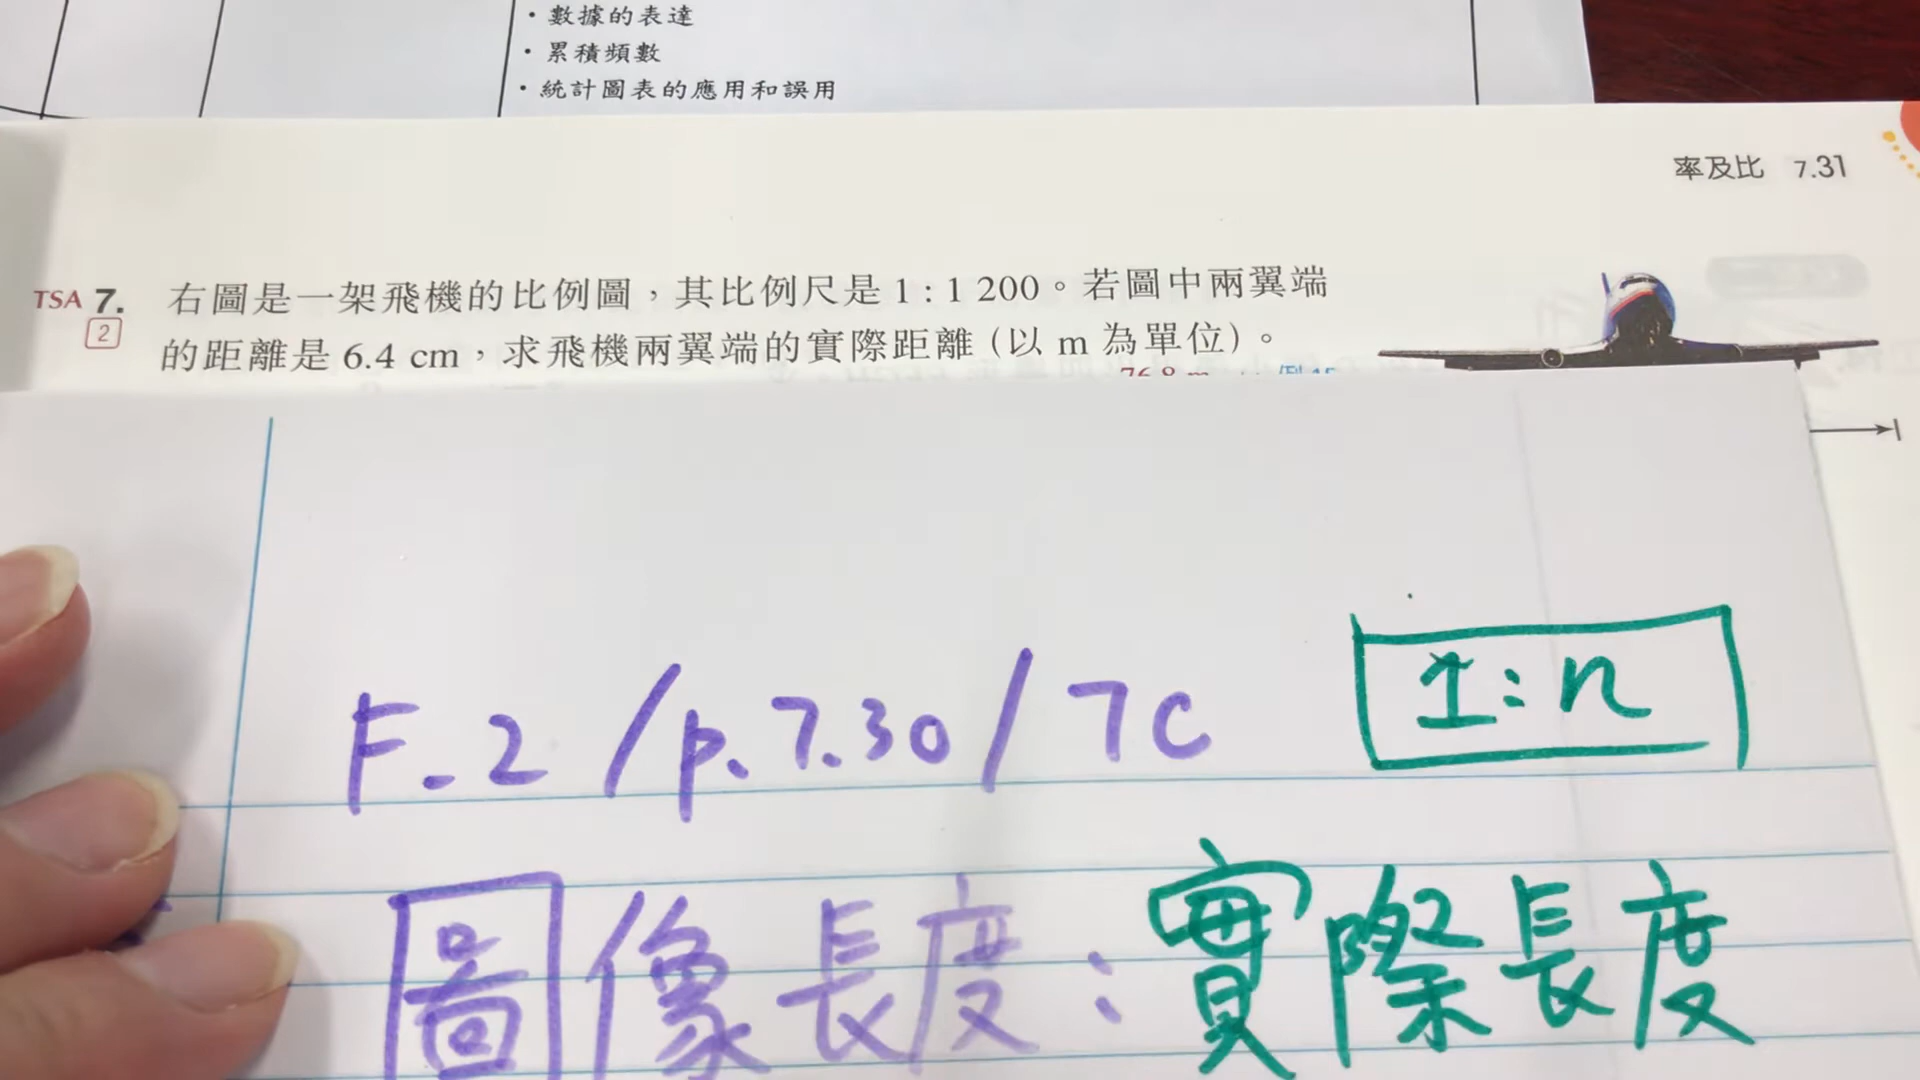 ・數據的表達
・累積頻數
・統計圖表的應用和誤用
率及比 7.31
TSA 7. 右圖是一架飛機的比例圖，其比例尺是 1 : 1 200。若圖中兩翼端
2 的距離是 6.4 cm，求飛機兩翼端的實際距離 (以 m 為單位)。
76.8 m
F.2/p.7.30/7C
1:n
圖像長度:實際長度